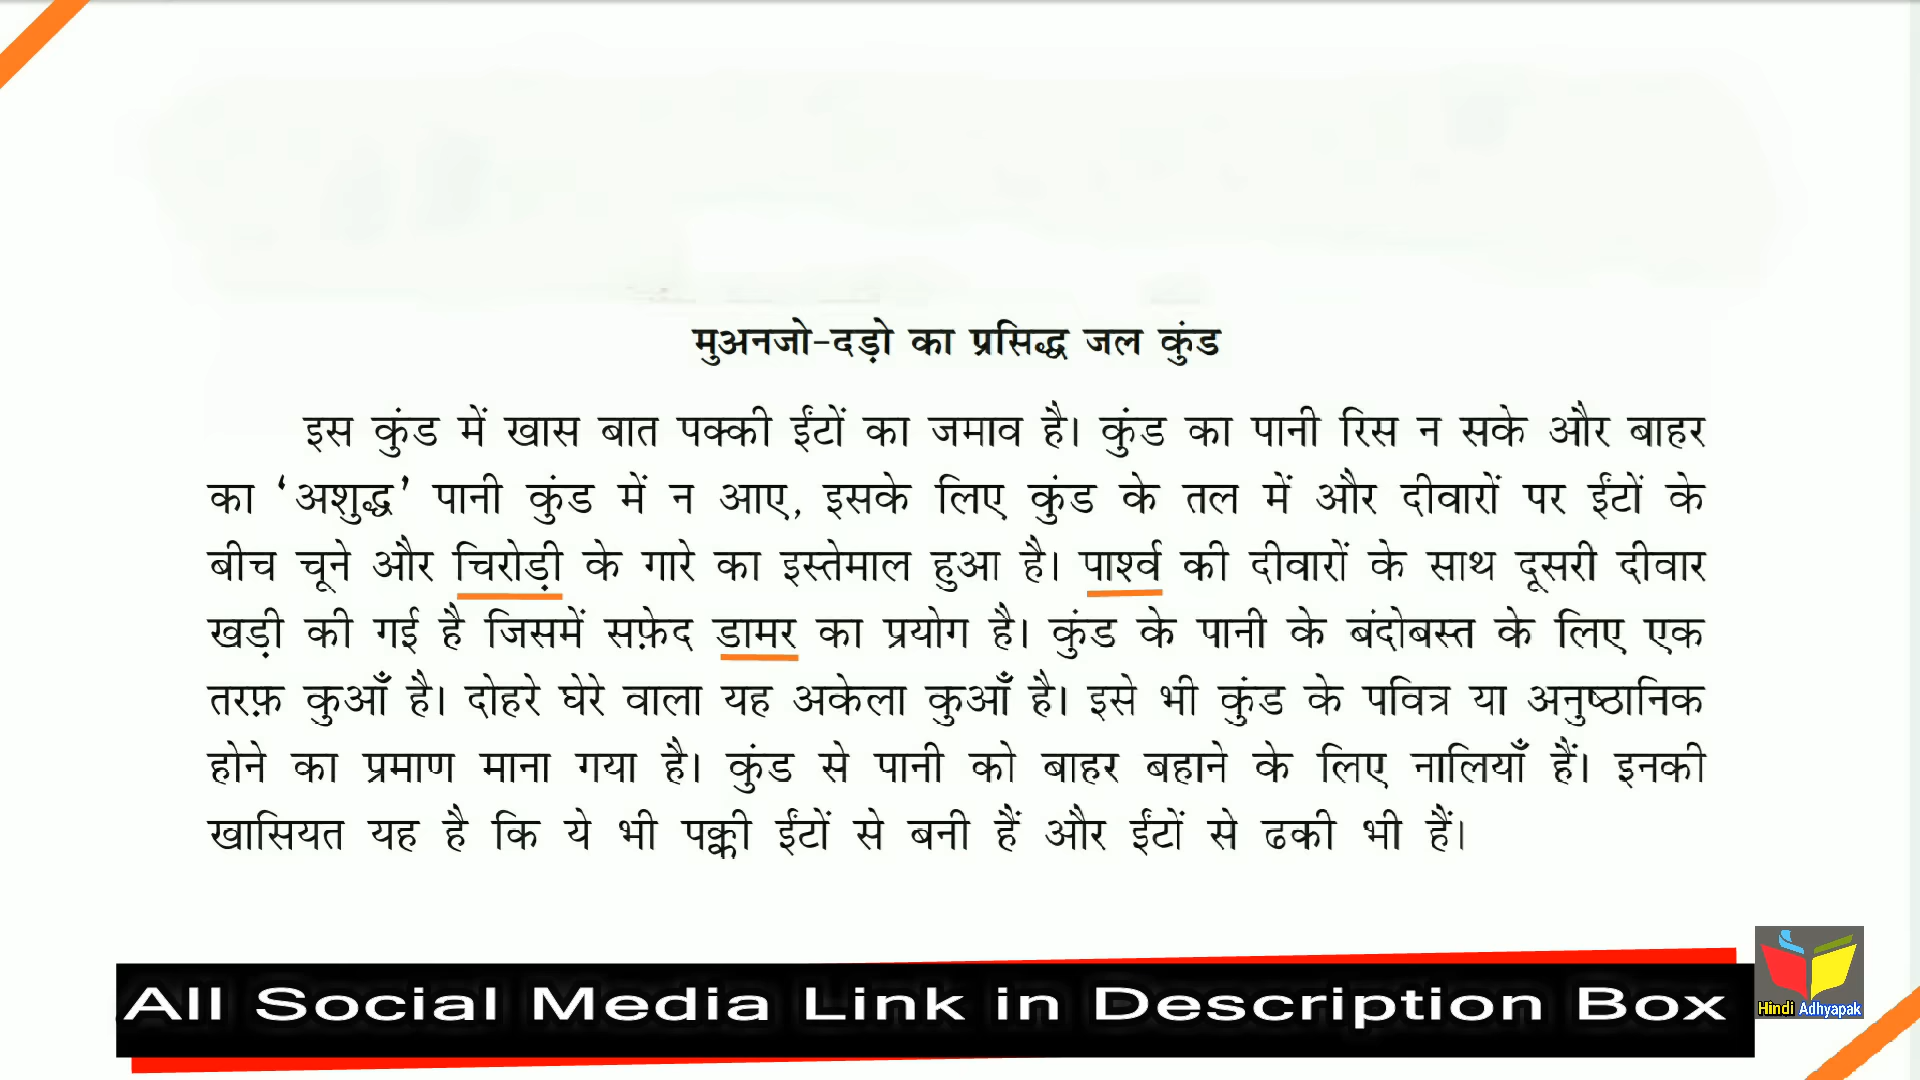 मुअनजो-दड़ो का प्रसिद्ध जल कुंड
इस कुंड में खास बात पक्की ईंटों का जमाव है। कुंड का पानी रिस न सके और बाहर
का ‘अशुद्ध’ पानी कुंड में न आए, इसके लिए कुंड के तल में और दीवारों पर ईंटों के
बीच चूने और चिरोड़ी के गारे का इस्तेमाल हुआ है। पार्श्व की दीवारों के साथ दूसरी दीवार
खड़ी की गई है जिसमें सफ़ेद डामर का प्रयोग है। कुंड के पानी के बंदोबस्त के लिए एक
तरफ़ कुआँ है। दोहरे घेरे वाला यह अकेला कुआँ है। इसे भी कुंड के पवित्र या अनुष्ठानिक
होने का प्रमाण माना गया है। कुंड से पानी को बाहर बहाने के लिए नालियाँ हैं। इनकी
खासियत यह है कि ये भी पक्की ईंटों से बनी हैं और ईंटों से ढकी भी हैं।
All Social Media Link in Description Box
Hindi Adhyapak